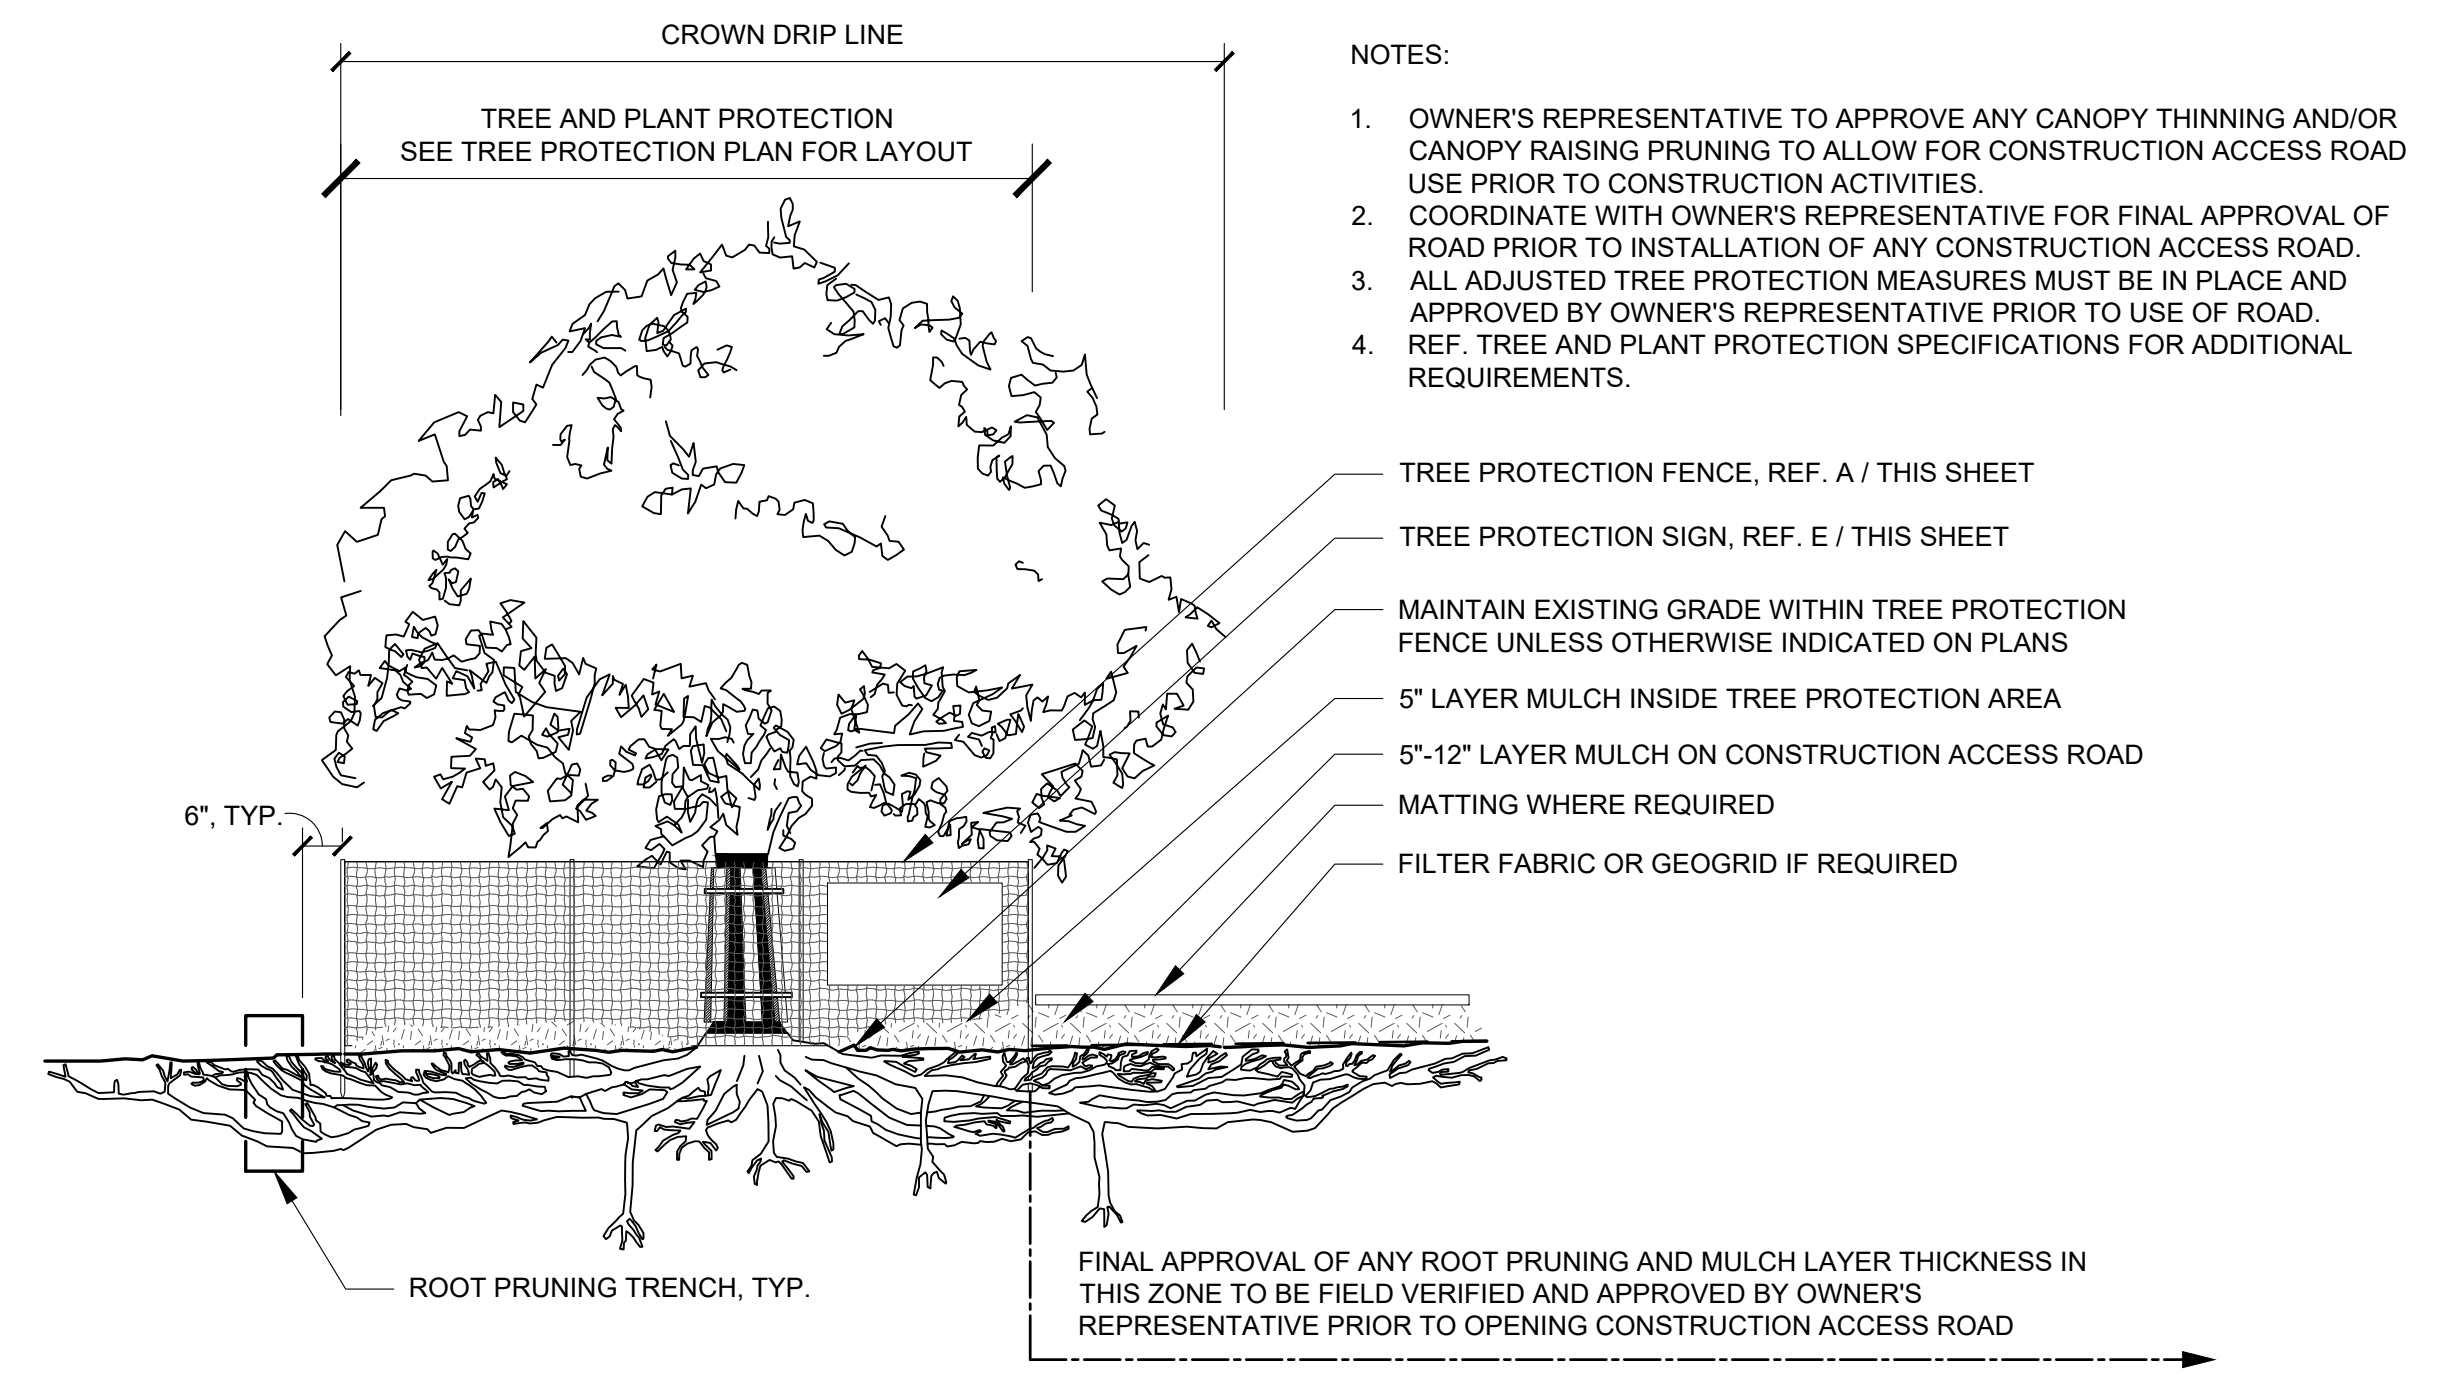 CROWN DRIP LINE
TREE AND PLANT PROTECTION
SEE TREE PROTECTION PLAN FOR LAYOUT
NOTES:
1. OWNER'S REPRESENTATIVE TO APPROVE ANY CANOPY THINNING AND/OR
CANOPY RAISING PRUNING TO ALLOW FOR CONSTRUCTION ACCESS ROAD
USE PRIOR TO CONSTRUCTION ACTIVITIES.
2. COORDINATE WITH OWNER'S REPRESENTATIVE FOR FINAL APPROVAL OF
ROAD PRIOR TO INSTALLATION OF ANY CONSTRUCTION ACCESS ROAD.
3. ALL ADJUSTED TREE PROTECTION MEASURES MUST BE IN PLACE AND
APPROVED BY OWNER'S REPRESENTATIVE PRIOR TO USE OF ROAD.
4. REF. TREE AND PLANT PROTECTION SPECIFICATIONS FOR ADDITIONAL
REQUIREMENTS.
TREE PROTECTION FENCE, REF. A / THIS SHEET
TREE PROTECTION SIGN, REF. E / THIS SHEET
MAINTAIN EXISTING GRADE WITHIN TREE PROTECTION
FENCE UNLESS OTHERWISE INDICATED ON PLANS
5" LAYER MULCH INSIDE TREE PROTECTION AREA
5"-12" LAYER MULCH ON CONSTRUCTION ACCESS ROAD
MATTING WHERE REQUIRED
FILTER FABRIC OR GEOGRID IF REQUIRED
6", TYP.
ROOT PRUNING TRENCH, TYP.
FINAL APPROVAL OF ANY ROOT PRUNING AND MULCH LAYER THICKNESS IN
THIS ZONE TO BE FIELD VERIFIED AND APPROVED BY OWNER'S
REPRESENTATIVE PRIOR TO OPENING CONSTRUCTION ACCESS ROAD